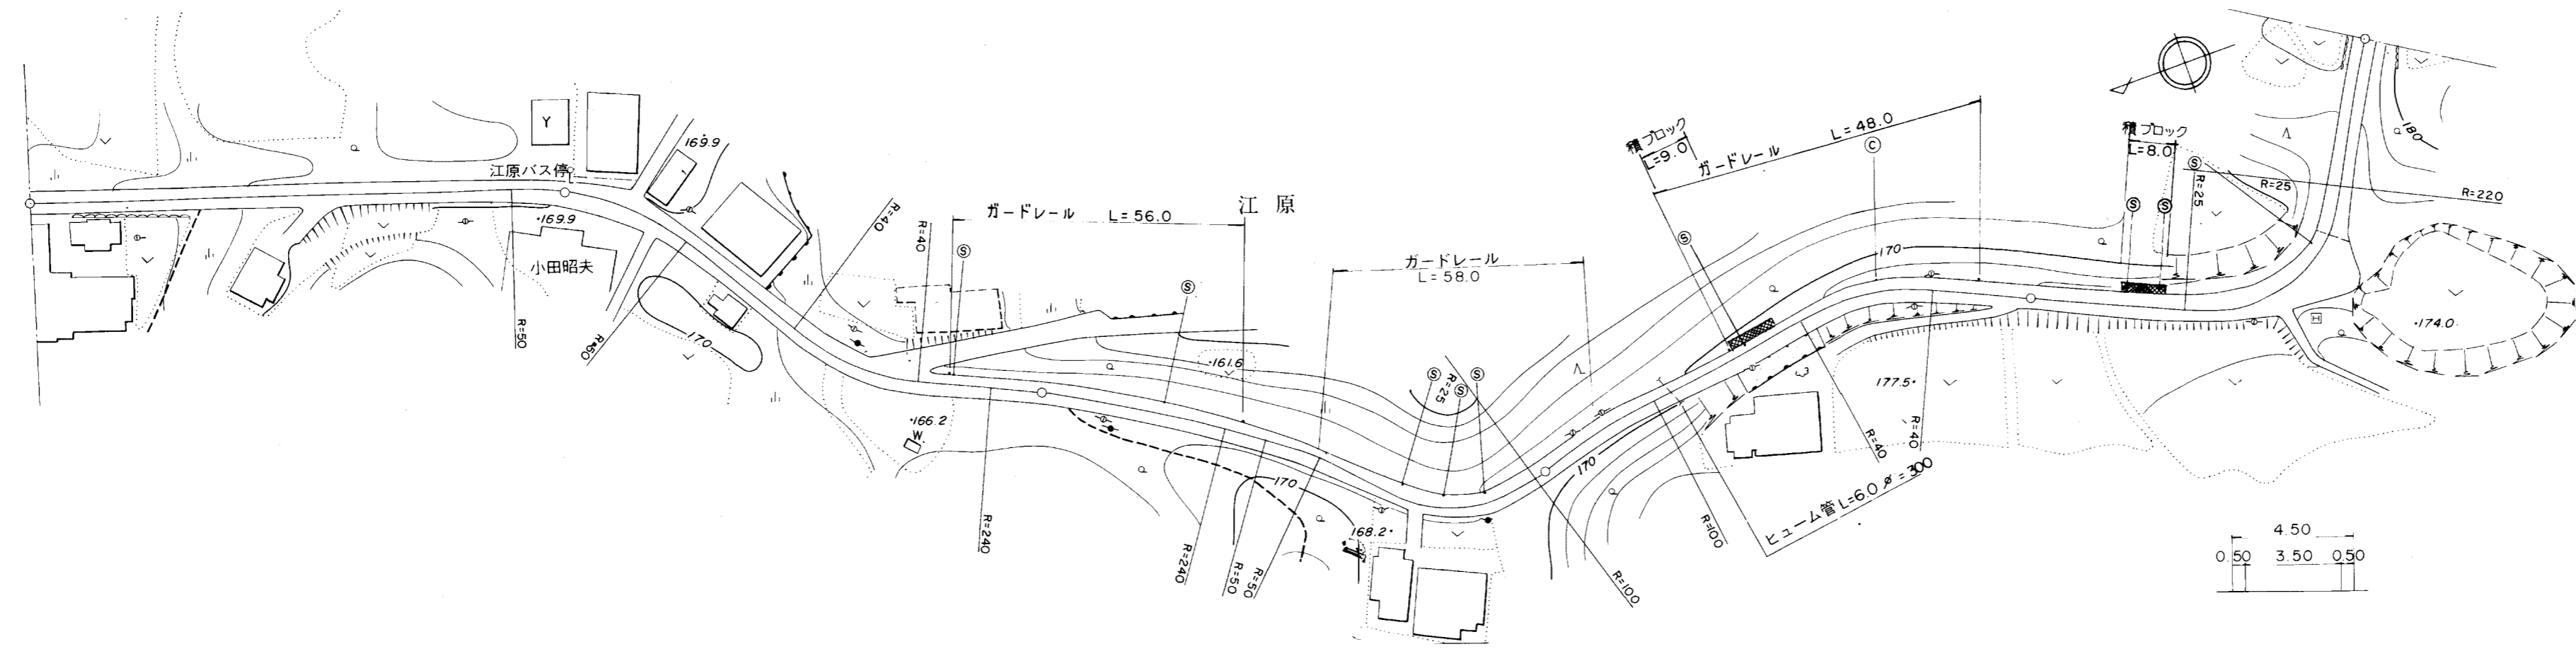 Y
169.9
江原バス停
169.9
小田昭夫
R=50
R=50
170
R=40
R=40
ガードレール L=56.0
Ⓢ
Ⓢ
江原
161.6
166.2
W
R=240
R=240
R=50
R=50
170
168.2
ガードレール
L=58.0
Ⓢ
Ⓢ
Ⓢ
R=25
R=100
170
R=100
積ブロック
L=9.0
ガードレール
L=48.0
Ⓒ
Ⓢ
170
ヒューム管 L=6.0 φ=300
R=40
R=40
177.5
積ブロック
L=8.0
Ⓢ
Ⓢ
Ⓢ
R=25
R=25
R=220
180
174.0
4.50
0.50 3.50 0.50